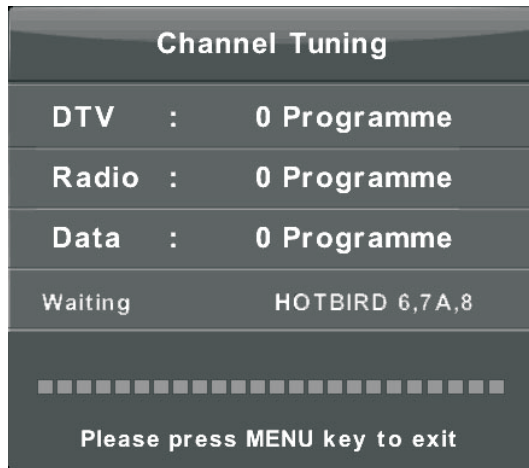 Channel Tuning
DTV : 0 Programme
Radio : 0 Programme
Data : 0 Programme
Waiting HOTBIRD 6,7A,8
Please press MENU key to exit